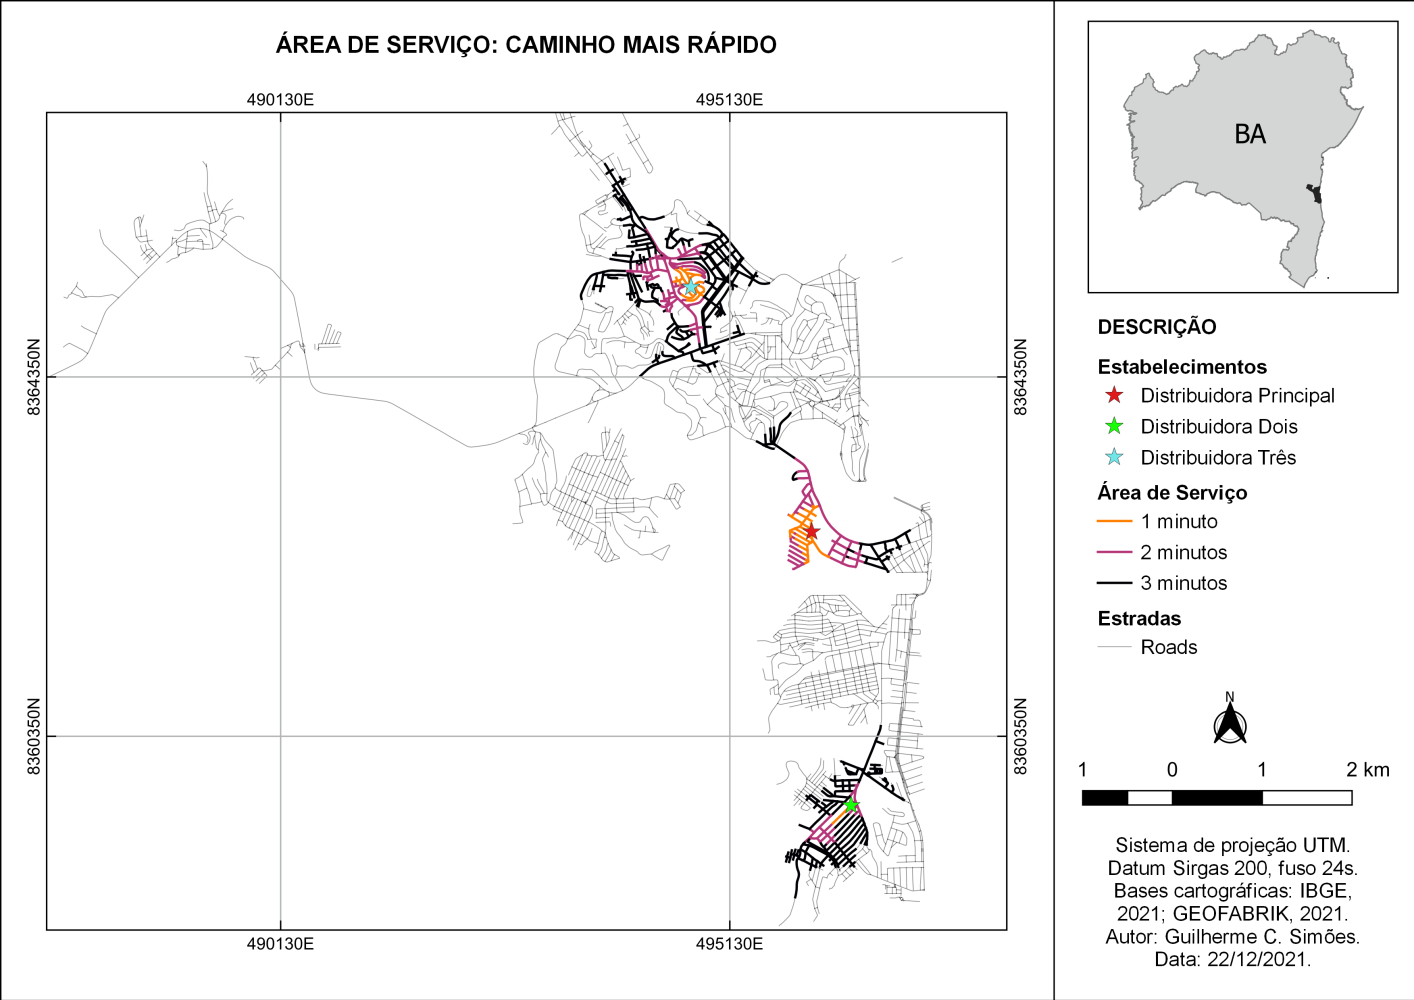 ÁREA DE SERVIÇO: CAMINHO MAIS RÁPIDO
490130E
495130E
8364350N
8364350N
8360350N
8360350N
490130E
495130E
BA
DESCRIÇÃO
Estabelecimentos
Distribuidora Principal
Distribuidora Dois
Distribuidora Três
Área de Serviço
1 minuto
2 minutos
3 minutos
Estradas
Roads
N
1 0 1 2 km
Sistema de projeção UTM.
Datum Sirgas 200, fuso 24s.
Bases cartográficas: IBGE,
2021; GEOFABRIK, 2021.
Autor: Guilherme C. Simões.
Data: 22/12/2021.